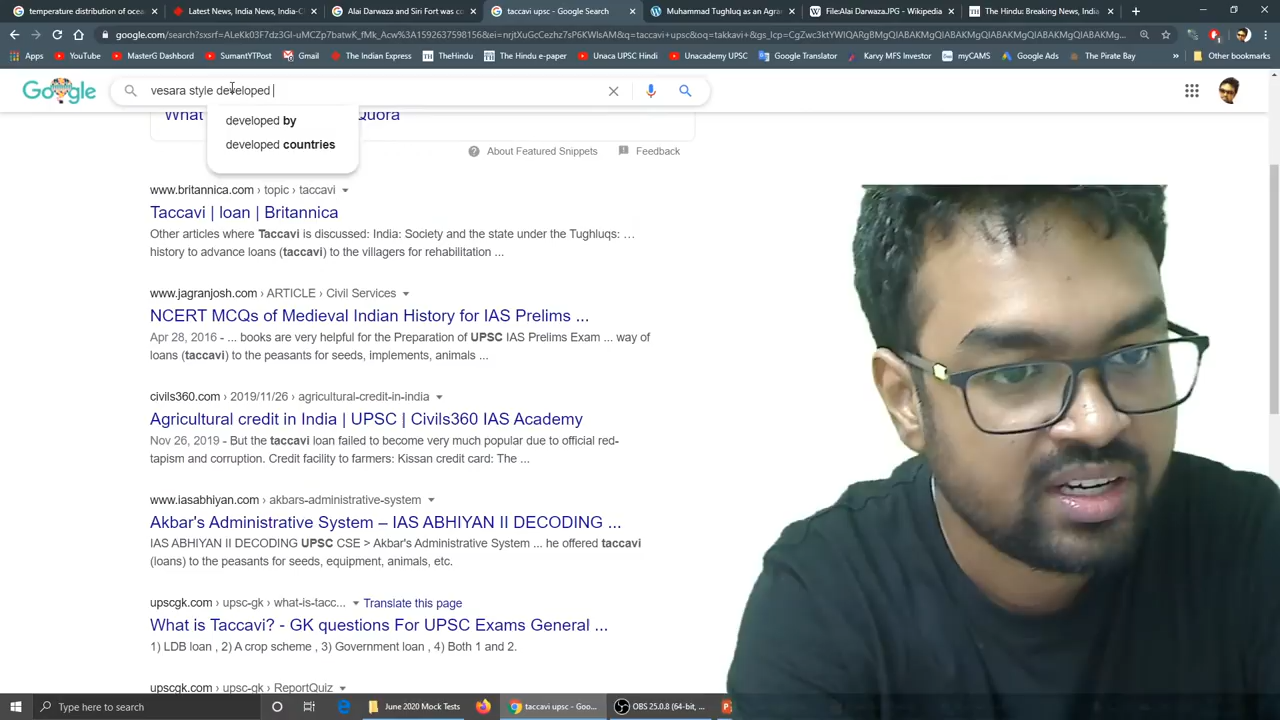 temperature distribution of ocea
Latest News, India News, India-Ch
Alai Darwaza and Siri Fort was co
taccavi upsc - Google Search
Muhammad Tughluq as an Agra
File:Alai Darwaza.JPG - Wikipedia
The Hindu: Breaking News, India
google.com/search?sxsrf=
Apps
YouTube
MasterG Dashboard
SumantYTPost
Gmail
The Indian Express
TheHindu
The Hindu e-paper
Unaca UPSC Hindi
Unaca UPSC
Academy
The Pirate Bay
Karvy MFS Investor
myCAMS
Google Ads
Google
vesara style developed
developed by
developed countries
What
Quora
About Featured Snippets
Feedback
www.britannica.com › topic › taccavi
Taccavi | loan | Britannica
Other articles where Taccavi is discussed: India: Society and the state under the Tughluqs: …
history to advance loans (taccavi) to the villagers for rehabilitation ...
www.jagranjosh.com › ARTICLE › Civil Services
NCERT MCQs of Medieval Indian History for IAS Prelims ...
Apr 28, 2016 - ... books are very helpful for the Preparation of UPSC IAS Prelims Exam ... way of
loans (taccavi) to the peasants for seeds, implements, animals ...
civils360.com › 2019/11/26 › agricultural-credit-in-india
Agricultural credit in India | UPSC | Civils360 IAS Academy
Nov 26, 2019 - But the taccavi loan failed to become very much popular due to official red-
tapism and corruption. Credit facility to farmers: Kissan credit card: The ...
www.iasabhiyan.com › akbars-administrative-system
Akbar's Administrative System – IAS ABHIYAN II DECODING ...
IAS ABHIYAN II DECODING UPSC CSE > Akbar's Administrative System ... he offered taccavi
(loans) to the peasants for seeds, equipment, animals, etc.
upscgk.com › upsc-gk › what-is-tacc...
Translate this page
What is Taccavi? - GK questions For UPSC Exams General ...
1) LDB loan , 2) A crop scheme , 3) Government loan , 4) Both 1 and 2.
upscgk.com › upsc-gk › ReportQuiz
Type here to search
June 2020 Mock Tests
taccavi upsc - Goo...
OBS 25.0.8 (64-bit, ...